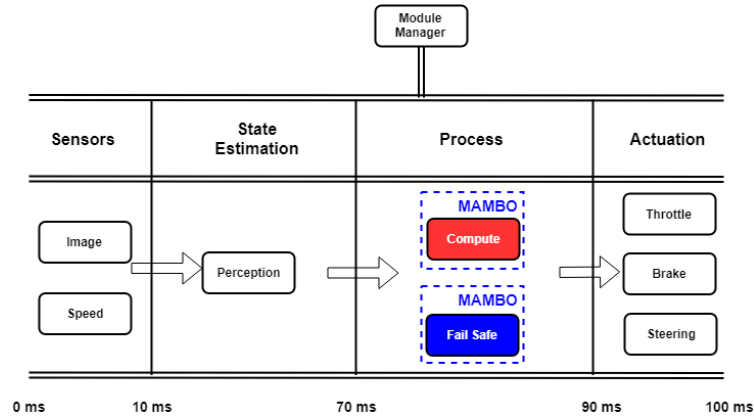 Module
Manager
Sensors
State
Estimation
Process
Actuation
MAMBO
Compute
MAMBO
Fail Safe
Image
Speed
Perception
Throttle
Brake
Steering
0 ms
10 ms
70 ms
90 ms
100 ms